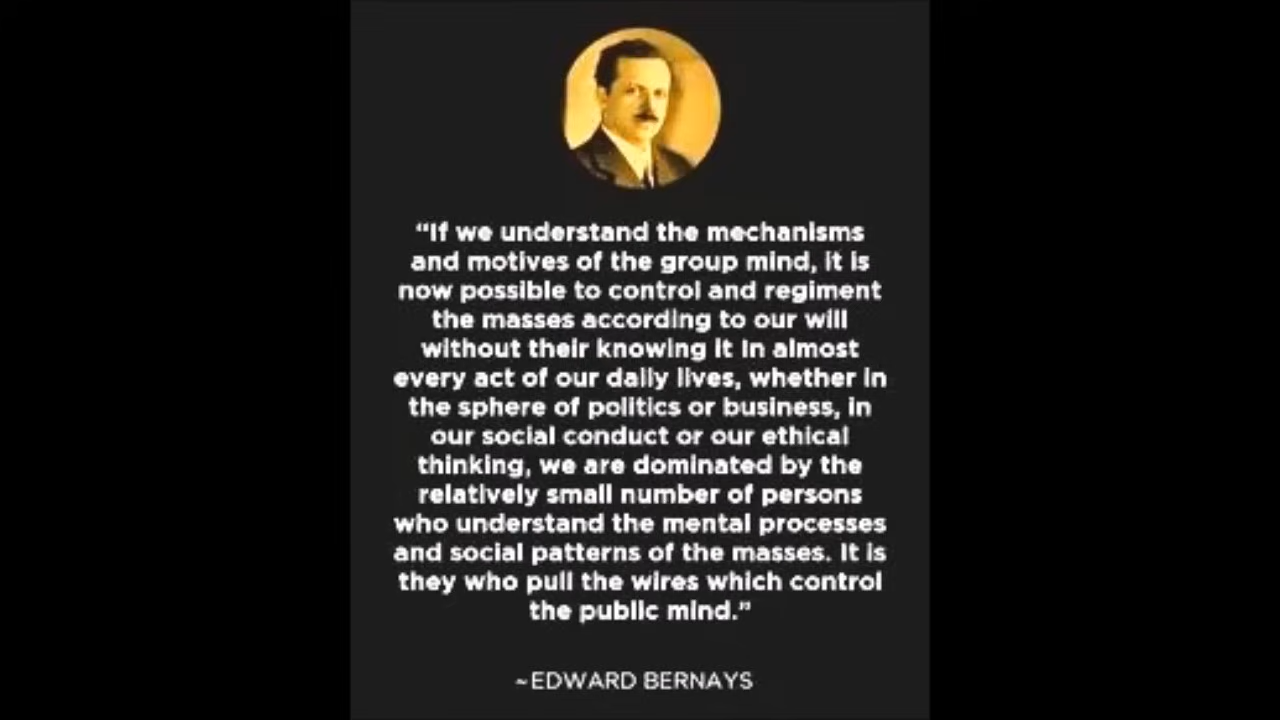 “If we understand the mechanisms
and motives of the group mind, it is
now possible to control and regiment
the masses according to our will
without their knowing it In almost
every act of our daily lives, whether in
the sphere of politics or business, in
our social conduct or our ethical
thinking, we are dominated by the
relatively small number of persons
who understand the mental processes
and social patterns of the masses. It is
they who pull the wires which control
the public mind.”
~EDWARD BERNAYS